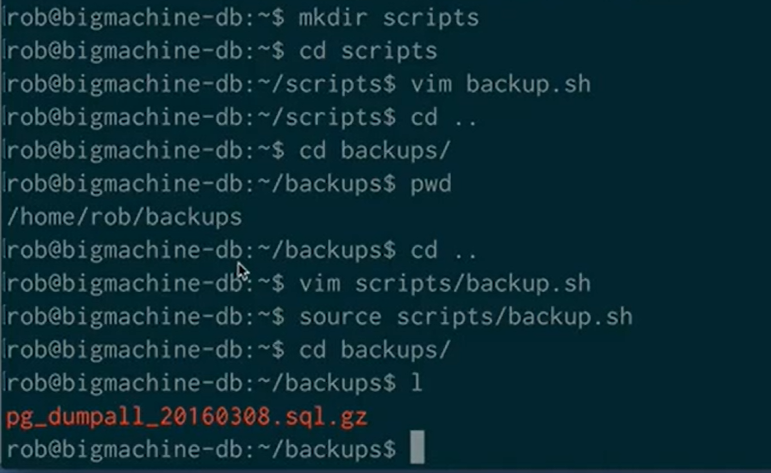 rob@bigmachine-db:~$ mkdir scripts
rob@bigmachine-db:~$ cd scripts
rob@bigmachine-db:~/scripts$ vim backup.sh
rob@bigmachine-db:~/scripts$ cd ..
rob@bigmachine-db:~$ cd backups/
rob@bigmachine-db:~/backups$ pwd
/home/rob/backups
rob@bigmachine-db:~/backups$ cd ..
rob@bigmachine-db:~$ vim scripts/backup.sh
rob@bigmachine-db:~$ source scripts/backup.sh
rob@bigmachine-db:~$ cd backups/
rob@bigmachine-db:~/backups$ l
pg_dumpall_20160308.sql.gz
rob@bigmachine-db:~/backups$